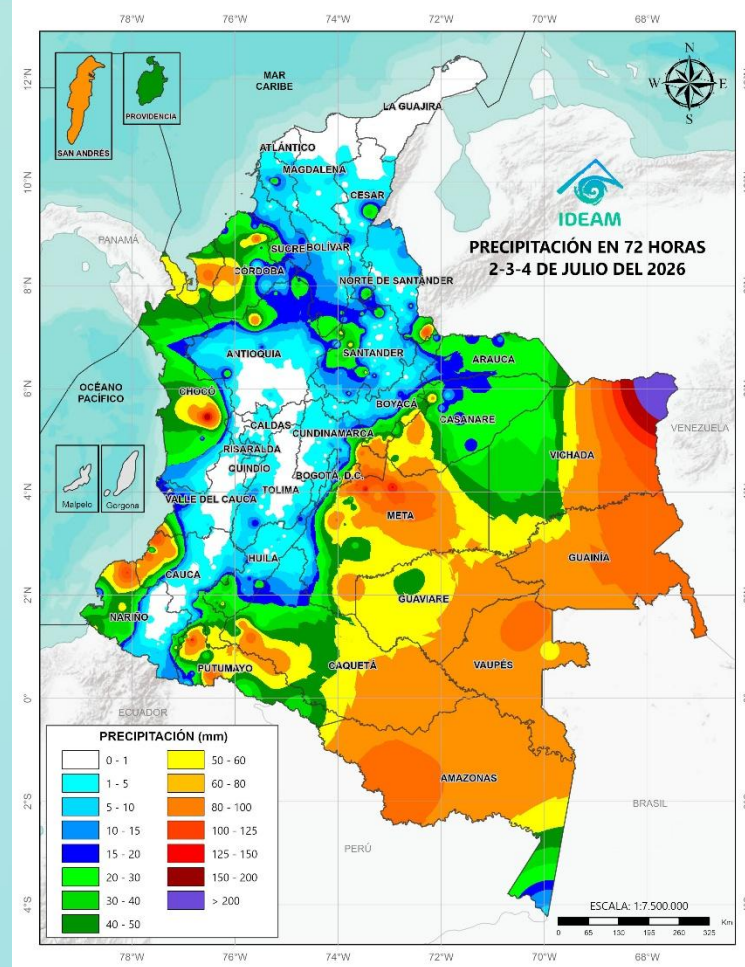 78°W 76°W 74°W 72°W 70°W 68°W
12°N
10°N
8°N
6°N
4°N
2°N
0°
2°S
4°S
N
W E
S
MAR
CARIBE
SAN ANDRÉS
PROVIDENCIA
IDEAM
PRECIPITACIÓN EN 72 HORAS
2-3-4 DE JULIO DEL 2026
LA GUAJIRA
ATLÁNTICO
MAGDALENA
CESAR
PANAMÁ
SUCRE
BOLÍVAR
CÓRDOBA
NORTE DE SANTANDER
ANTIOQUIA
SANTANDER
ARAUCA
OCÉANO
PACÍFICO
CHOCÓ
BOYACÁ
CASANARE
CALDAS
CUNDINAMARCA
RISARALDA
VENEZUELA
VICHADA
QUINDÍO
BOGOTÁ, D.C.
TOLIMA
Malpelo
Gorgona
VALLE DEL CAUCA
META
GUAINÍA
HUILA
CAUCA
GUAVIARE
NARIÑO
PUTUMAYO
CAQUETÁ
VAUPÉS
ECUADOR
AMAZONAS
BRASIL
PERÚ
PRECIPITACIÓN (mm)
0 - 1
1 - 5
5 - 10
10 - 15
15 - 20
20 - 30
30 - 40
40 - 50
50 - 60
60 - 80
80 - 100
100 - 125
125 - 150
150 - 200
> 200
ESCALA: 1:7.500.000
0 65 130 195 260 325 Km
78°W 76°W 74°W 72°W 70°W 68°W